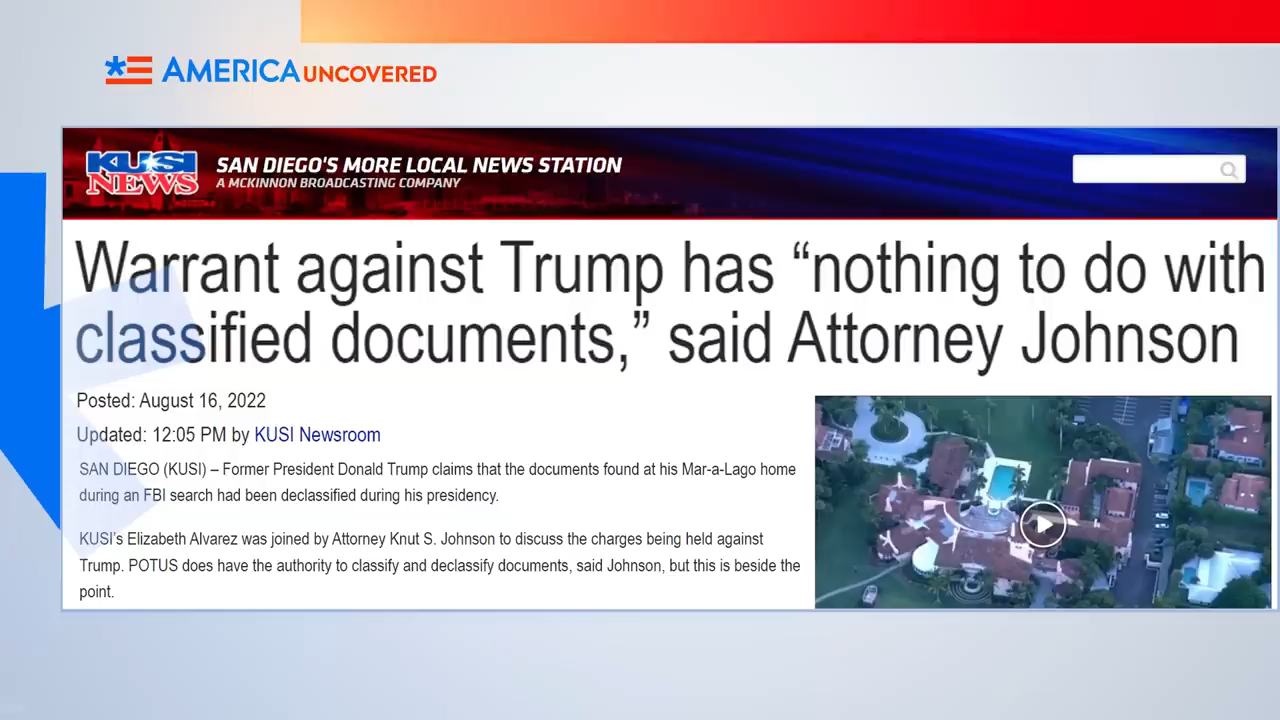 AMERICA UNCOVERED
KUSI NEWS
SAN DIEGO'S MORE LOCAL NEWS STATION
A MCKINNON BROADCASTING COMPANY
Warrant against Trump has “nothing to do with
classified documents,” said Attorney Johnson
Posted: August 16, 2022
Updated: 12:05 PM by KUSI Newsroom
SAN DIEGO (KUSI) – Former President Donald Trump claims that the documents found at his Mar-a-Lago home
during an FBI search had been declassified during his presidency.
KUSI’s Elizabeth Alvarez was joined by Attorney Knut S. Johnson to discuss the charges being held against
Trump. POTUS does have the authority to classify and declassify documents, said Johnson, but this is beside the
point.